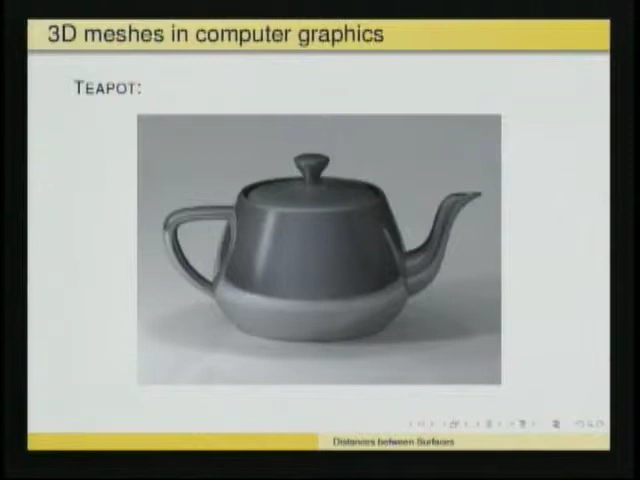 3D meshes in computer graphics
TEAPOT:
Distances between Surfaces